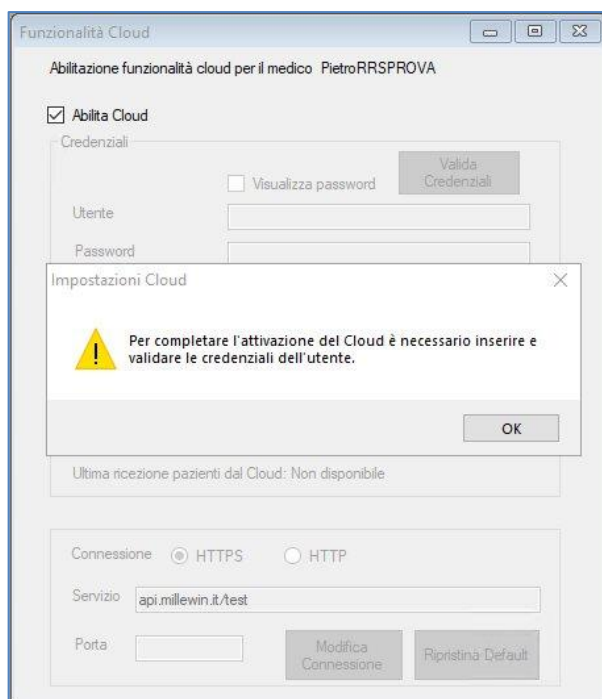 Funzionalità Cloud
Abilitazione funzionalità cloud per il medico PietroRRSPROVA
Abilita Cloud
Credenziali
Visualizza password
Valida
Credenziali
Utente
Password
Impostazioni Cloud
Per completare l'attivazione del Cloud è necessario inserire e
validare le credenziali dell'utente.
OK
Ultima ricezione pazienti dal Cloud: Non disponibile
Connessione HTTPS HTTP
Servizio api.millewin.it/test
Porta
Modifica
Connessione
Ripristina Default